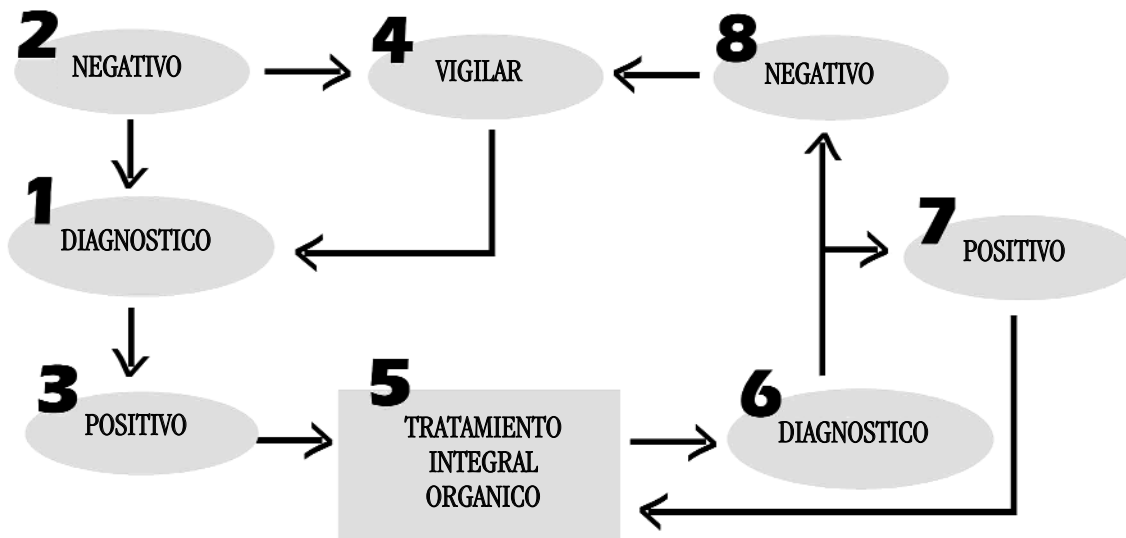 2
NEGATIVO
4
VIGILAR
8
NEGATIVO
1
DIAGNOSTICO
7
POSITIVO
3
POSITIVO
5
TRATAMIENTO
INTEGRAL
ORGANICO
6
DIAGNOSTICO